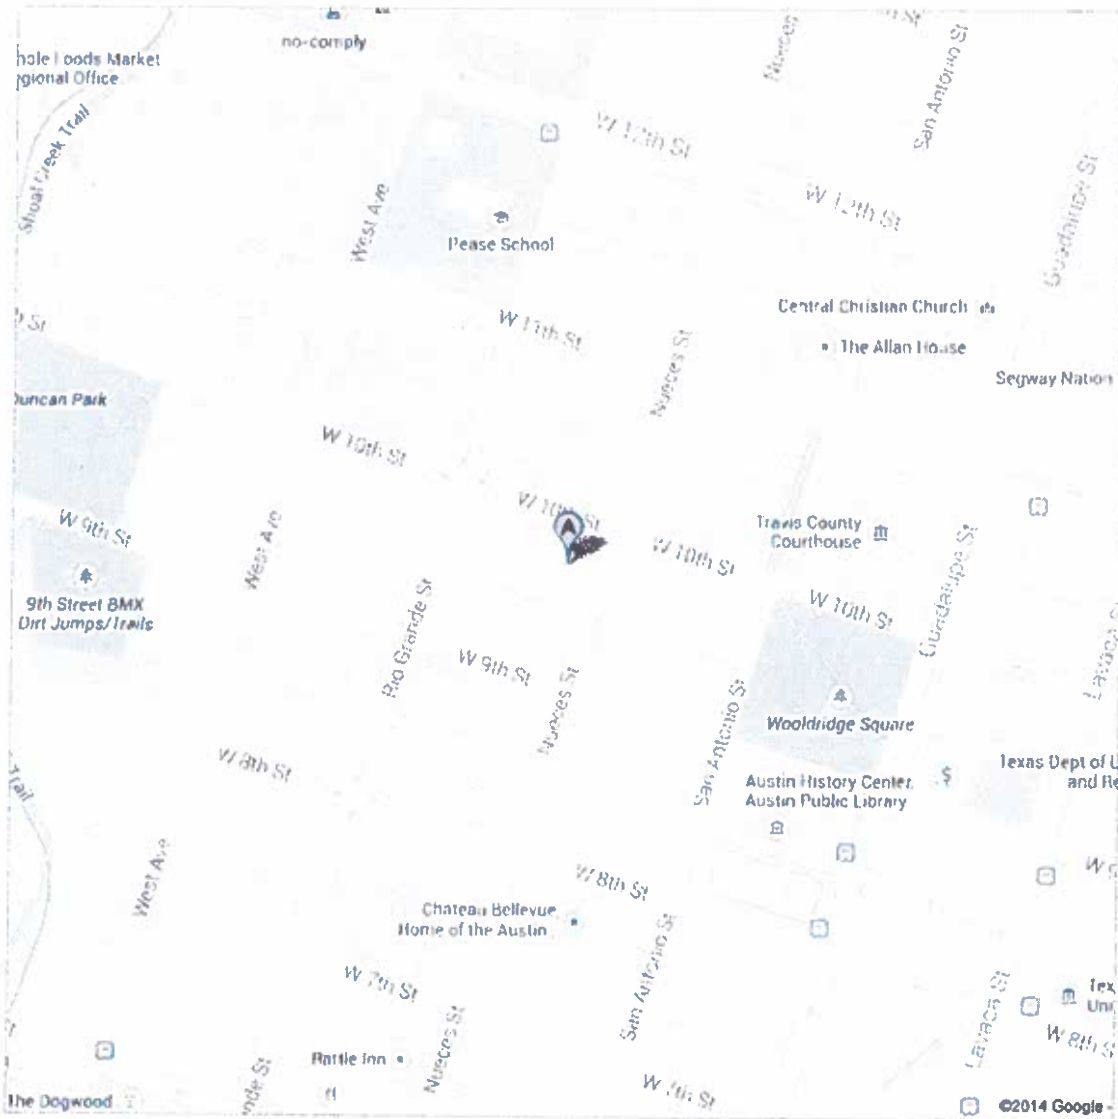 no-comply
Nueces
San Antonio St
Market
Office
Shoal Creek Trail
W 12th St
West Ave
W 12th St
Guadalupe St
Pease School
Central Christian Church
W 11th St
The Allan House
Nueces St
Segway Nation
St
Duncan Park
W 10th St
W 10th St
W 9th St
Travis County
Courthouse
W 10th St
West Ave
9th Street BMX
Dirt Jumps/Trails
W 10th St
Guadalupe St
Rio Grande St
W 9th St
Nueces St
San Antonio St
Wooldridge Square
W 8th St
Trail
Texas Dept of
and
Austin History Center,
Austin Public Library
West Ave
W 8th St
Chateau Bellevue
Home of the Austin
San Antonio St
W 7th St
Nueces St
Lavaca St
W 8th St
Rattle Inn
The Dogwood
W 7th St
©2014 Google